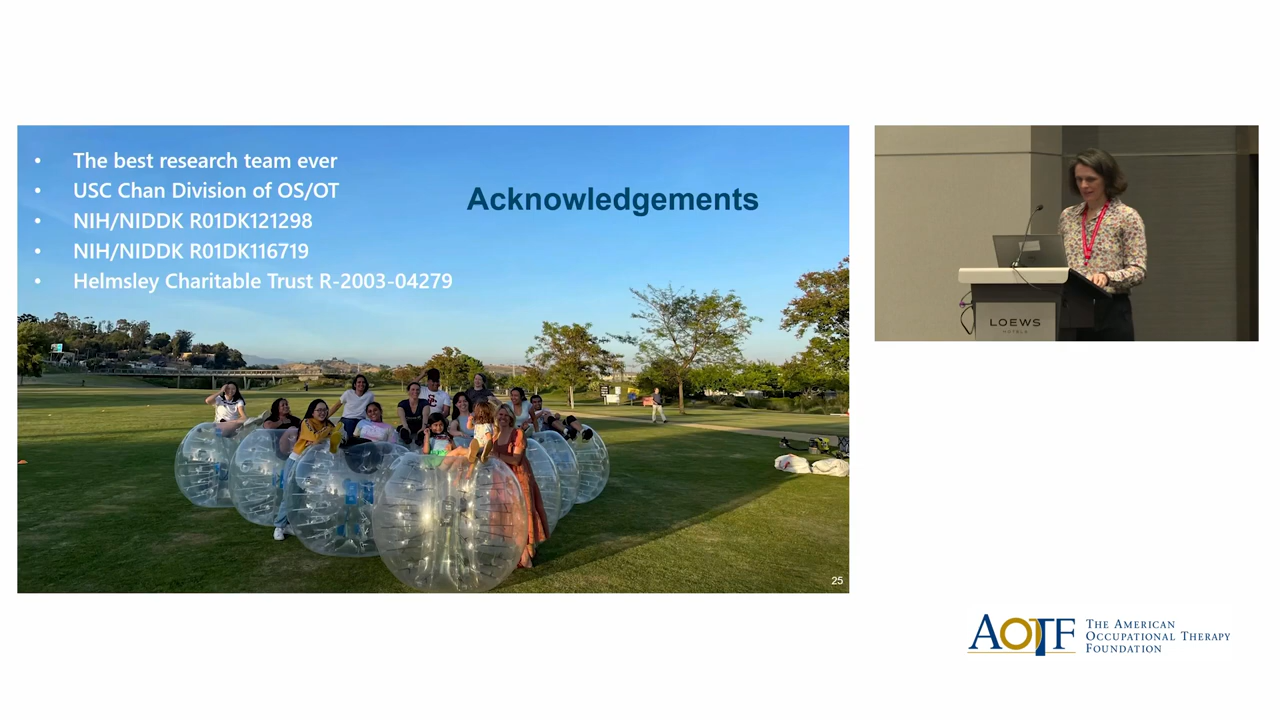 • The best research team ever
• USC Chan Division of OS/OT
• NIH/NIDDK R01DK121298
• NIH/NIDDK R01DK116719
• Helmsley Charitable Trust R-2003-04279
Acknowledgements
25
LOEWS
HOTELS
AOTF
THE AMERICAN
OCCUPATIONAL THERAPY
FOUNDATION